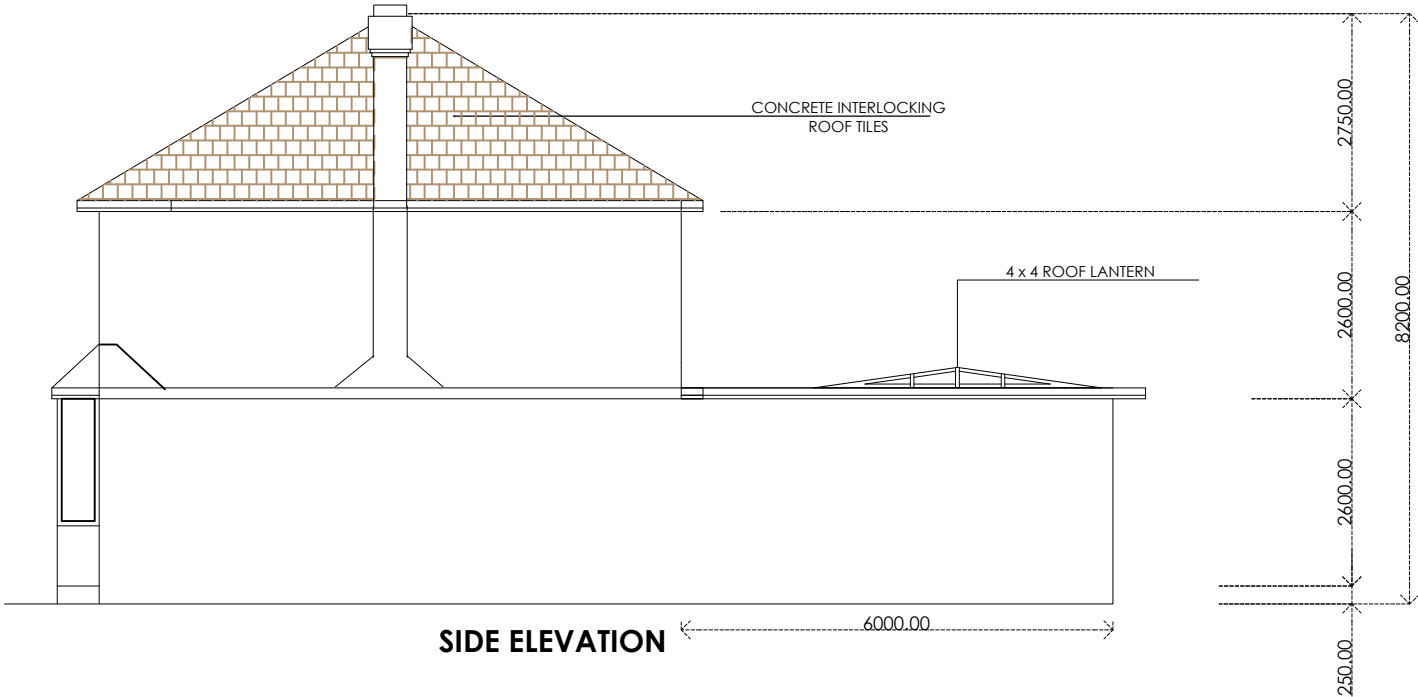 CONCRETE INTERLOCKING
ROOF TILES
2750.00
4 x 4 ROOF LANTERN
2600.00
8200.00
2600.00
6000.00
SIDE ELEVATION
250.00